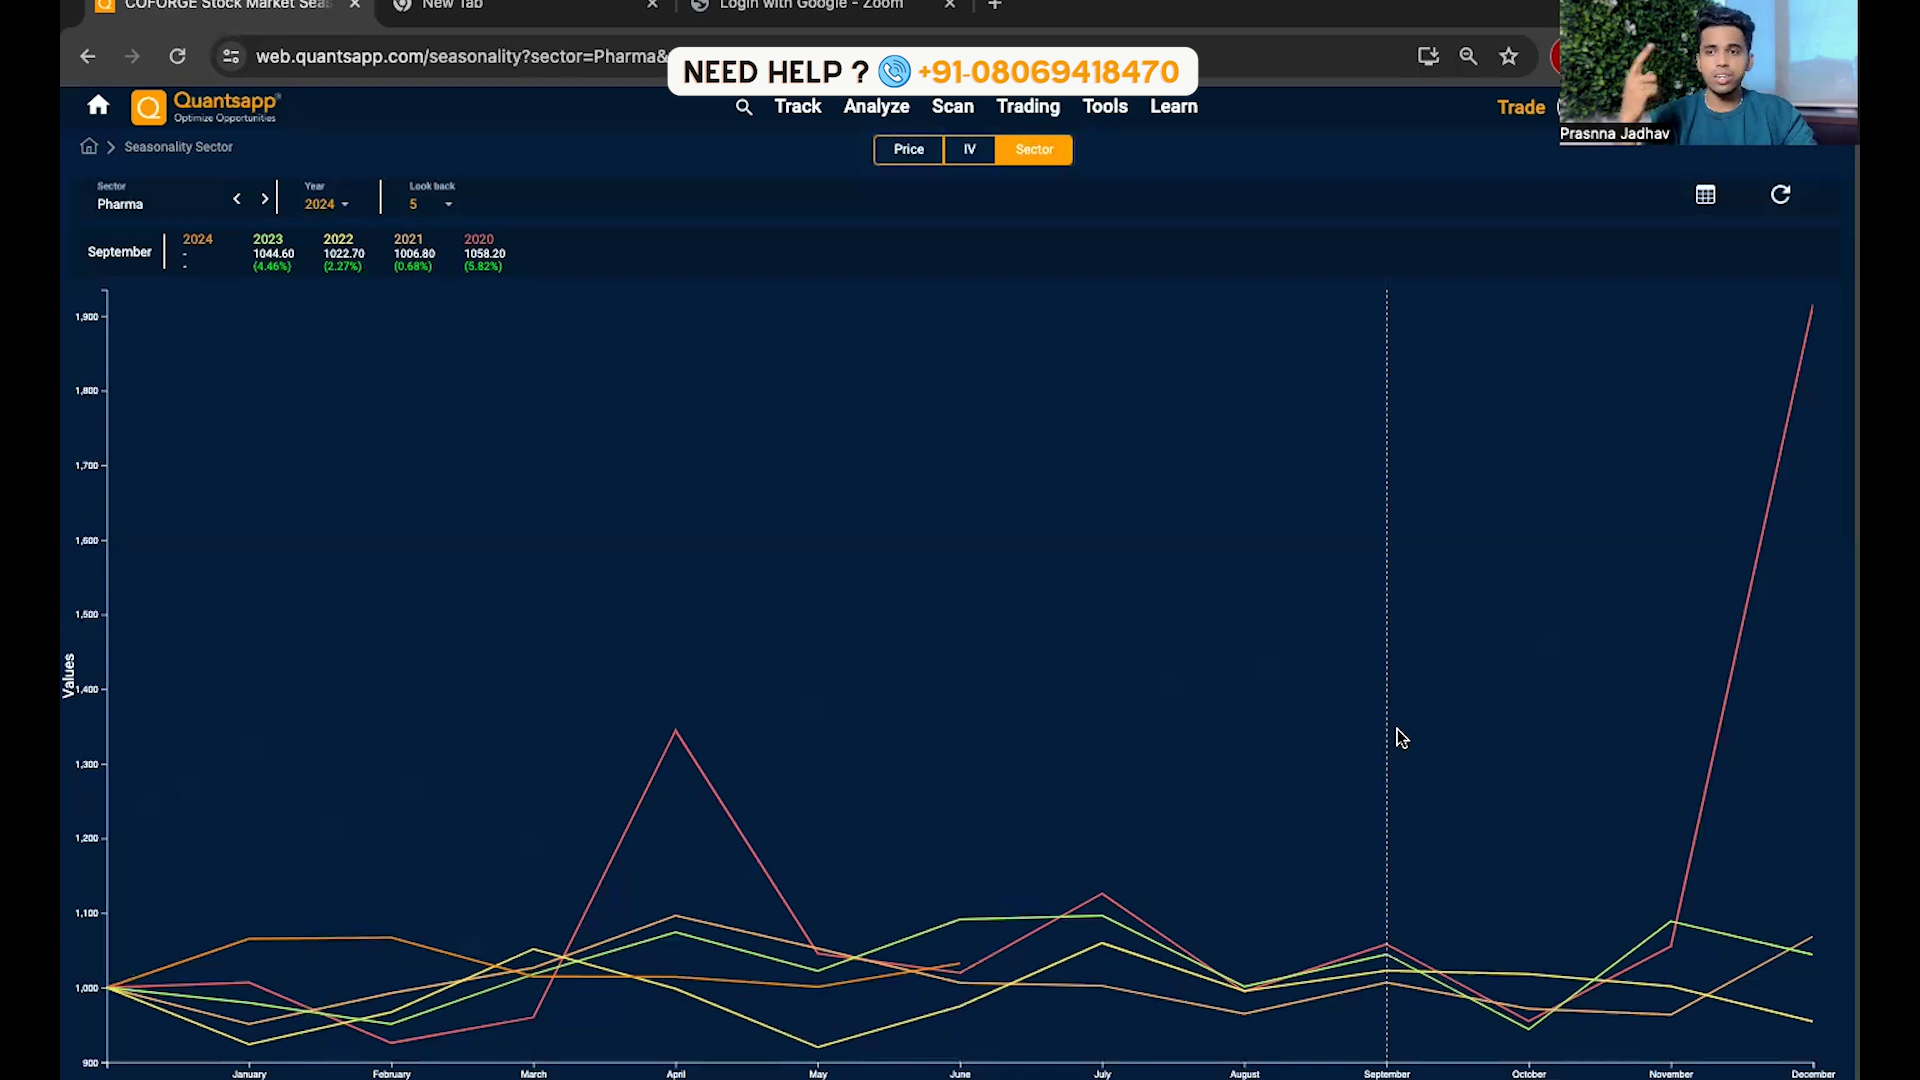 COFORGE Stock Market Seas
New Tab
Login with Google - Zoom
web.quantsapp.com/seasonality?sector=Pharma&
NEED HELP ? +91-08069418470
Quantsapp
Optimize Opportunities
Track
Analyze
Scan
Trading
Tools
Learn
Trade
Prasnna Jadhav
Seasonality Sector
Price
IV
Sector
Sector
Pharma
Year
2024
Look back
5
September
2024
-
-
2023
1044.60
(4.46%)
2022
1022.70
(2.27%)
2021
1006.80
(0.68%)
2020
1058.20
(5.82%)
Values
1,900
1,800
1,700
1,600
1,500
1,400
1,300
1,200
1,100
1,000
900
January
February
March
April
May
June
July
August
September
October
November
December